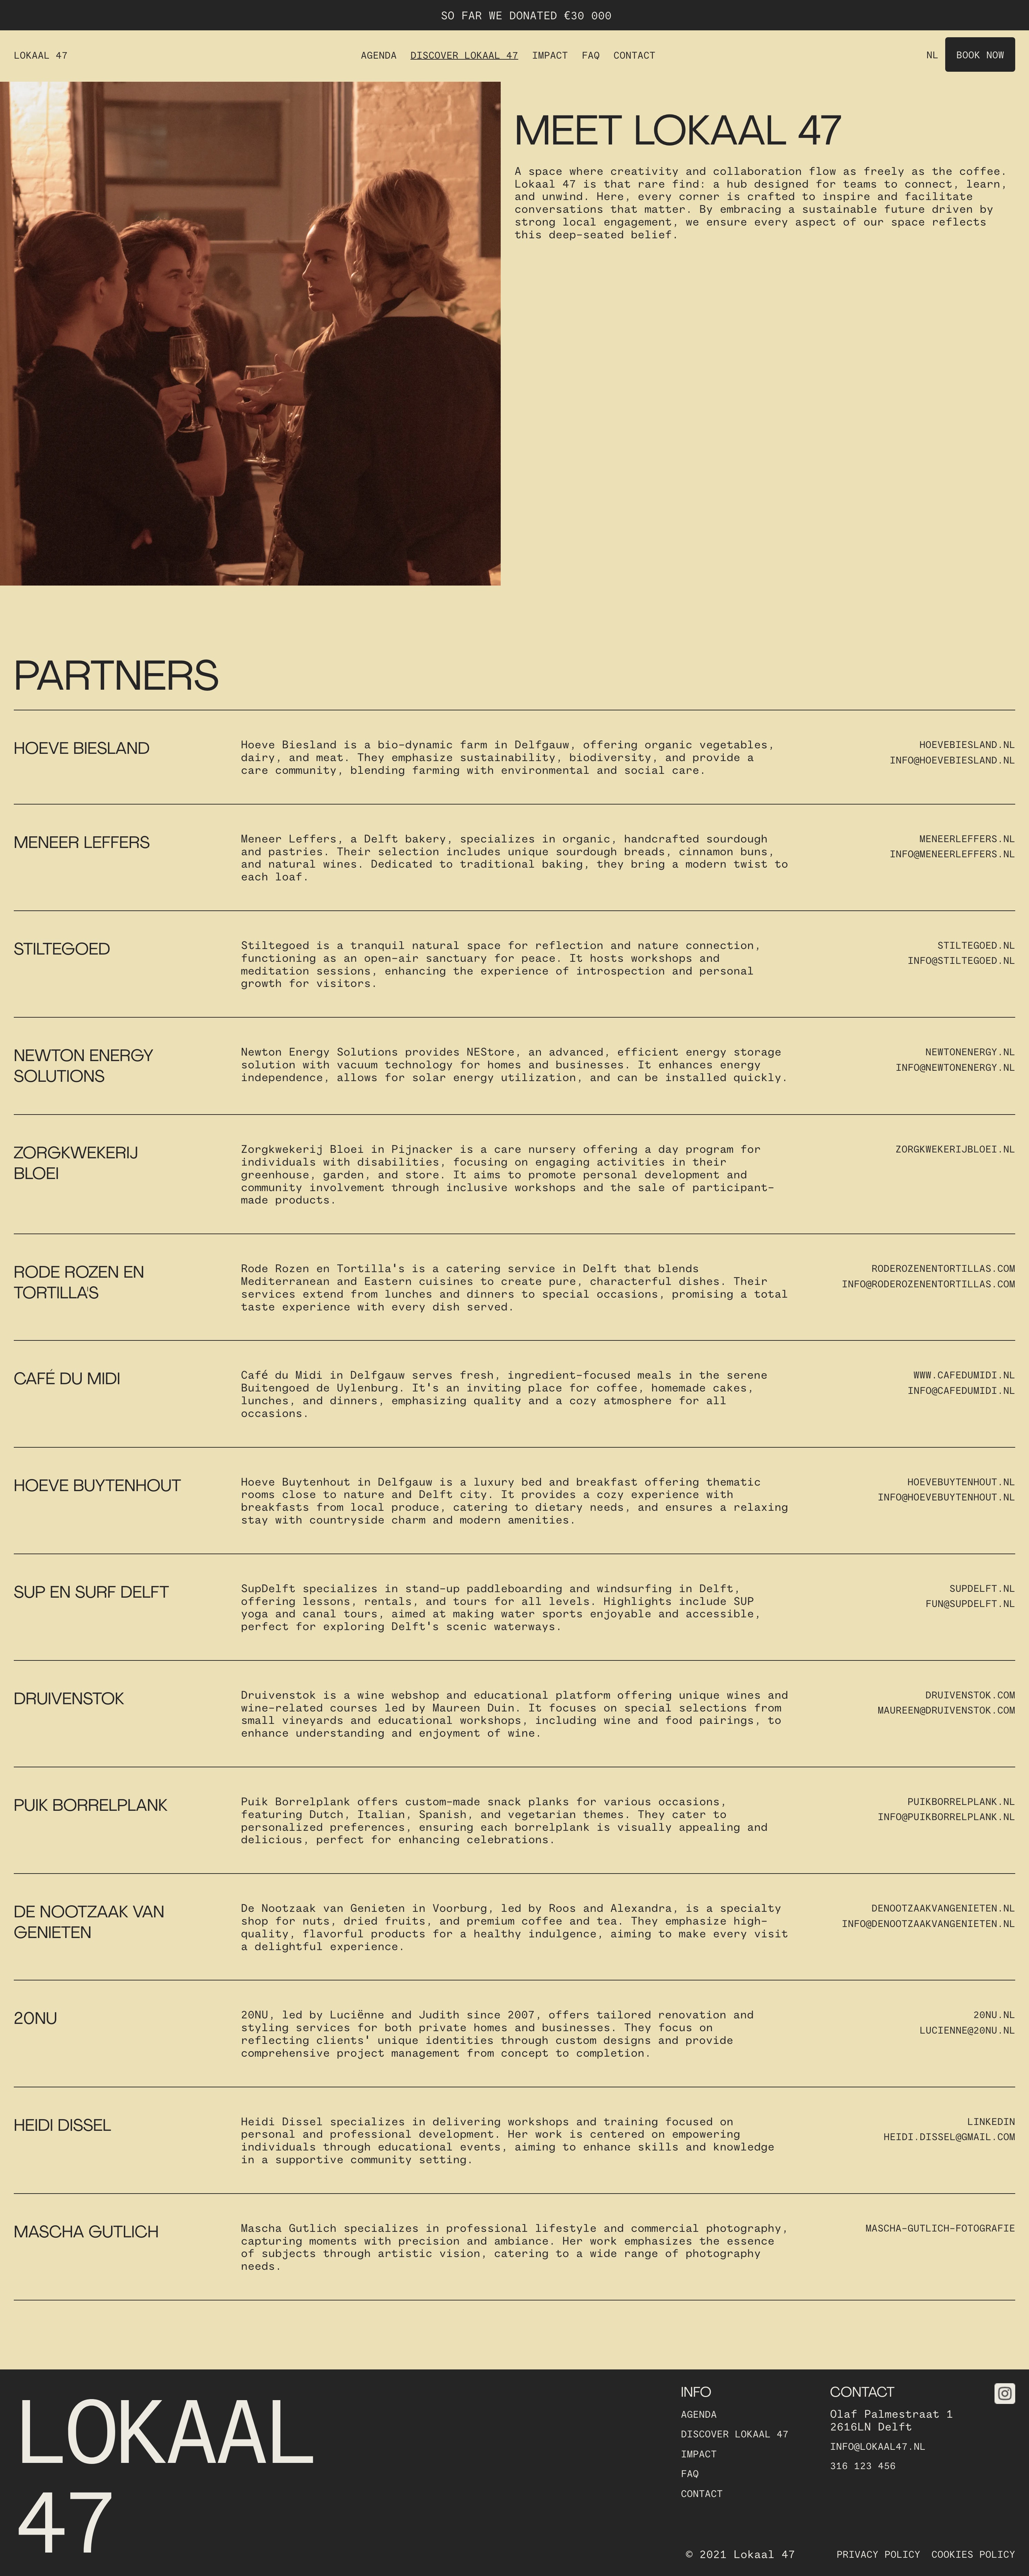 SO FAR WE DONATED €30 000
LOKAAL 47
AGENDA DISCOVER LOKAAL 47 IMPACT FAQ CONTACT
NL BOOK NOW
MEET LOKAAL 47
A space where creativity and collaboration flow as freely as the coffee.
Lokaal 47 is that rare find: a hub designed for teams to connect, learn,
and unwind. Here, every corner is crafted to inspire and facilitate
conversations that matter. By embracing a sustainable future driven by
strong local engagement, we ensure every aspect of our space reflects
this deep-seated belief.
PARTNERS
HOEVE BIESLAND
Hoeve Biesland is a bio-dynamic farm in Delfgauw, offering organic vegetables,
dairy, and meat. They emphasize sustainability, biodiversity, and provide a
care community, blending farming with environmental and social care.
HOEVEBIESLAND.NL
INFO@HOEVEBIESLAND.NL
MENEER LEFFERS
Meneer Leffers, a Delft bakery, specializes in organic, handcrafted sourdough
and pastries. Their selection includes unique sourdough breads, cinnamon buns,
and natural wines. Dedicated to traditional baking, they bring a modern twist to
each loaf.
MENEERLEFFERS.NL
INFO@MENEERLEFFERS.NL
STILTEGOED
Stiltegoed is a tranquil natural space for reflection and nature connection,
functioning as an open-air sanctuary for peace. It hosts workshops and
meditation sessions, enhancing the experience of introspection and personal
growth for visitors.
STILTEGOED.NL
INFO@STILTEGOED.NL
NEWTON ENERGY
SOLUTIONS
Newton Energy Solutions provides NEStore, an advanced, efficient energy storage
solution with vacuum technology for homes and businesses. It enhances energy
independence, allows for solar energy utilization, and can be installed quickly.
NEWTONENERGY.NL
INFO@NEWTONENERGY.NL
ZORGKWEKERIJ
BLOEI
Zorgkwekerij Bloei in Pijnacker is a care nursery offering a day program for
individuals with disabilities, focusing on engaging activities in their
greenhouse, garden, and store. It aims to promote personal development and
community involvement through inclusive workshops and the sale of participant-
made products.
ZORGKWEKERIJBLOEI.NL
RODE ROZEN EN
TORTILLA'S
Rode Rozen en Tortilla's is a catering service in Delft that blends
Mediterranean and Eastern cuisines to create pure, characterful dishes. Their
services extend from lunches and dinners to special occasions, promising a total
taste experience with every dish served.
RODEROZENENTORTILLAS.COM
INFO@RODEROZENENTORTILLAS.COM
CAFÉ DU MIDI
Café du Midi in Delfgauw serves fresh, ingredient-focused meals in the serene
Buitengoed de Uylenburg. It's an inviting place for coffee, homemade cakes,
lunches, and dinners, emphasizing quality and a cozy atmosphere for all
occasions.
WWW.CAFEDUMIDI.NL
INFO@CAFEDUMIDI.NL
HOEVE BUYTENHOUT
Hoeve Buytenhout in Delfgauw is a luxury bed and breakfast offering thematic
rooms close to nature and Delft city. It provides a cozy experience with
breakfasts from local produce, catering to dietary needs, and ensures a relaxing
stay with countryside charm and modern amenities.
HOEVEBUYTENHOUT.NL
INFO@HOEVEBUYTENHOUT.NL
SUP EN SURF DELFT
SupDelft specializes in stand-up paddleboarding and windsurfing in Delft,
offering lessons, rentals, and tours for all levels. Highlights include SUP
yoga and canal tours, aimed at making water sports enjoyable and accessible,
perfect for exploring Delft's scenic waterways.
SUPDELFT.NL
FUN@SUPDELFT.NL
DRUIVENSTOK
Druivenstok is a wine webshop and educational platform offering unique wines and
wine-related courses led by Maureen Duin. It focuses on special selections from
small vineyards and educational workshops, including wine and food pairings, to
enhance understanding and enjoyment of wine.
DRUIVENSTOK.COM
MAUREEN@DRUIVENSTOK.COM
PUIK BORRELPLANK
Puik Borrelplank offers custom-made snack planks for various occasions,
featuring Dutch, Italian, Spanish, and vegetarian themes. They cater to
personalized preferences, ensuring each borrelplank is visually appealing and
delicious, perfect for enhancing celebrations.
PUIKBORRELPLANK.NL
INFO@PUIKBORRELPLANK.NL
DE NOOTZAAK VAN
GENIETEN
De Nootzaak van Genieten in Voorburg, led by Roos and Alexandra, is a specialty
shop for nuts, dried fruits, and premium coffee and tea. They emphasize high-
quality, flavorful products for a healthy indulgence, aiming to make every visit
a delightful experience.
DENOOTZAAKVANGENIETEN.NL
INFO@DENOOTZAAKVANGENIETEN.NL
20NU
20NU, led by Luciënne and Judith since 2007, offers tailored renovation and
styling services for both private homes and businesses. They focus on
reflecting clients' unique identities through custom designs and provide
comprehensive project management from concept to completion.
20NU.NL
LUCIENNE@20NU.NL
HEIDI DISSEL
Heidi Dissel specializes in delivering workshops and training focused on
personal and professional development. Her work is centered on empowering
individuals through educational events, aiming to enhance skills and knowledge
in a supportive community setting.
LINKEDIN
HEIDI.DISSEL@GMAIL.COM
MASCHA GUTLICH
Mascha Gutlich specializes in professional lifestyle and commercial photography,
capturing moments with precision and ambiance. Her work emphasizes the essence
of subjects through artistic vision, catering to a wide range of photography
needs.
MASCHA-GUTLICH-FOTOGRAFIE
LOKAAL
47
INFO
AGENDA
DISCOVER LOKAAL 47
IMPACT
FAQ
CONTACT
CONTACT
Olaf Palmestraat 1
2616LN Delft
INFO@LOKAAL47.NL
316 123 456
© 2021 Lokaal 47
PRIVACY POLICY COOKIES POLICY